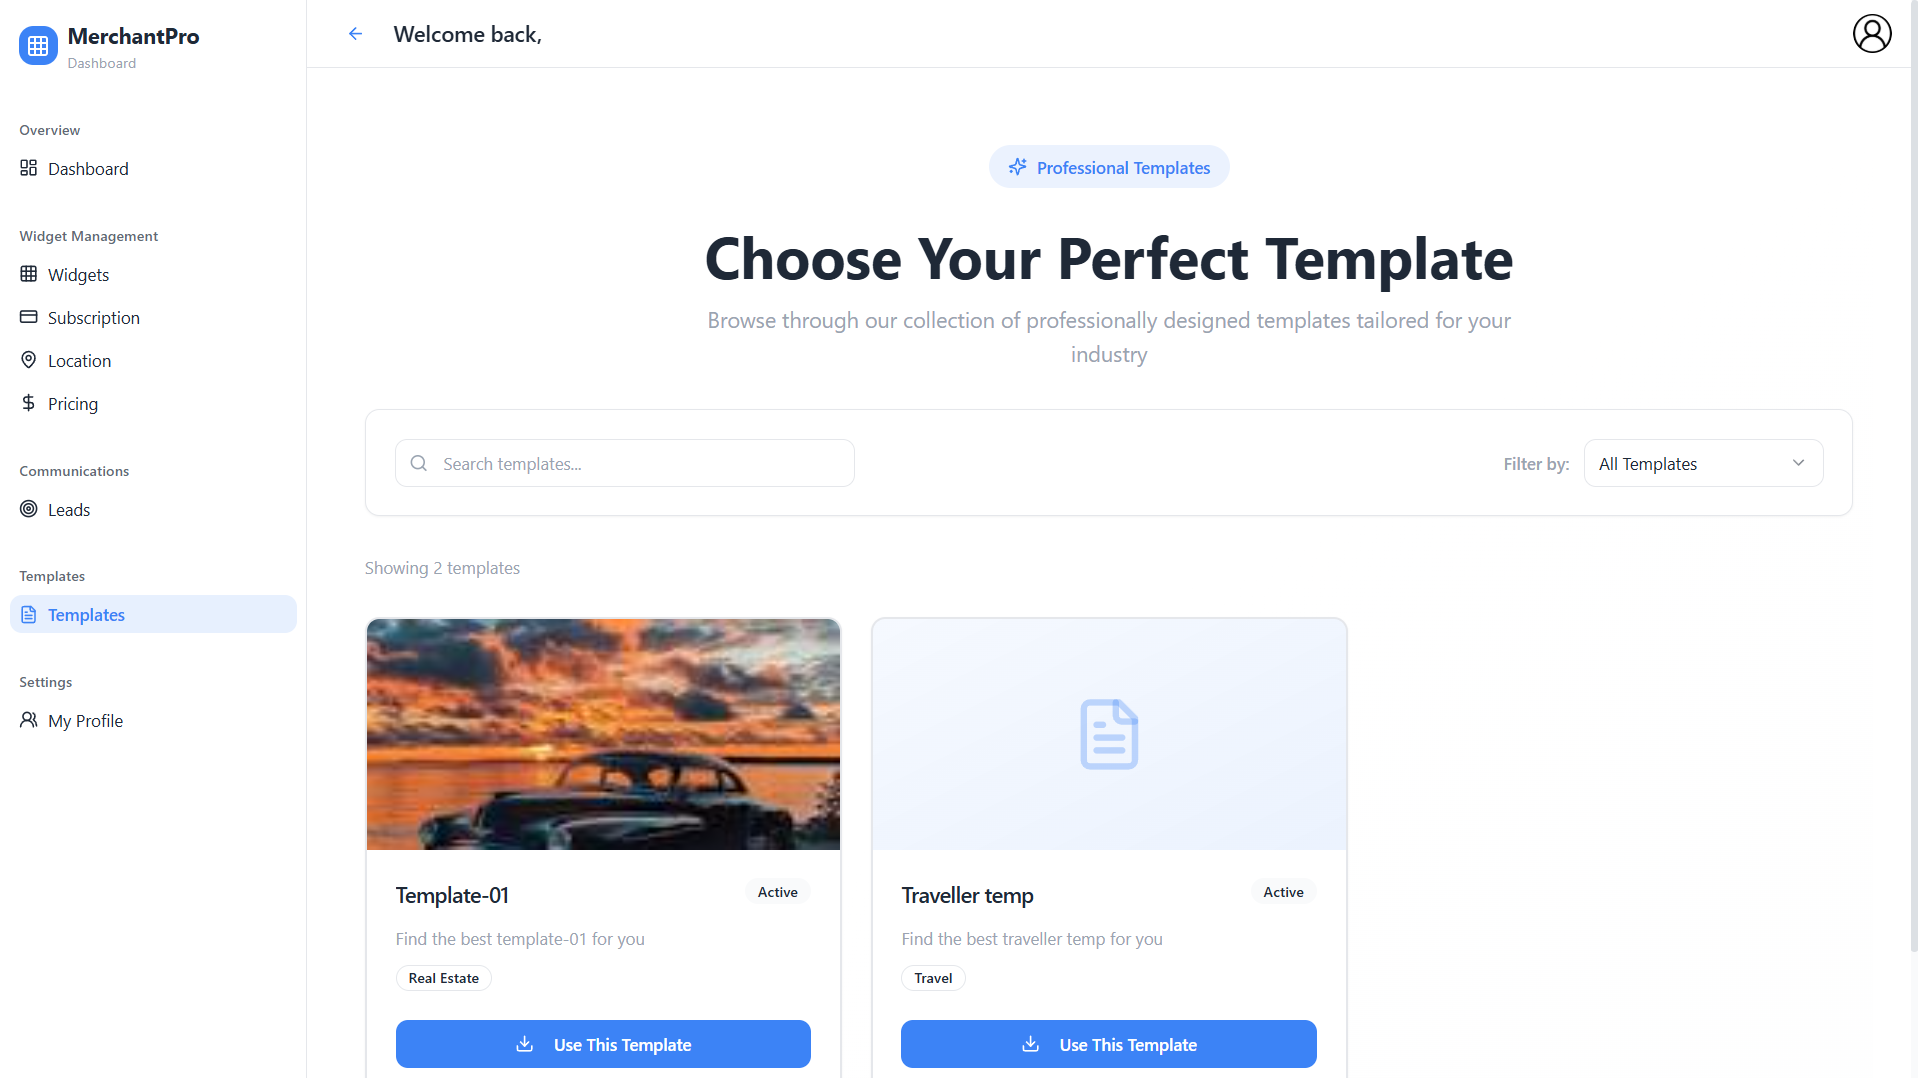 MerchantPro
Dashboard
Overview
Dashboard
Widget Management
Widgets
Subscription
Location
Pricing
Communications
Leads
Templates
Templates
Settings
My Profile
Welcome back,
Professional Templates
Choose Your Perfect Template
Browse through our collection of professionally designed templates tailored for your
industry
Search templates...
Filter by:
All Templates
Showing 2 templates
Template-01
Active
Find the best template-01 for you
Real Estate
Use This Template
Traveller temp
Active
Find the best traveller temp for you
Travel
Use This Template